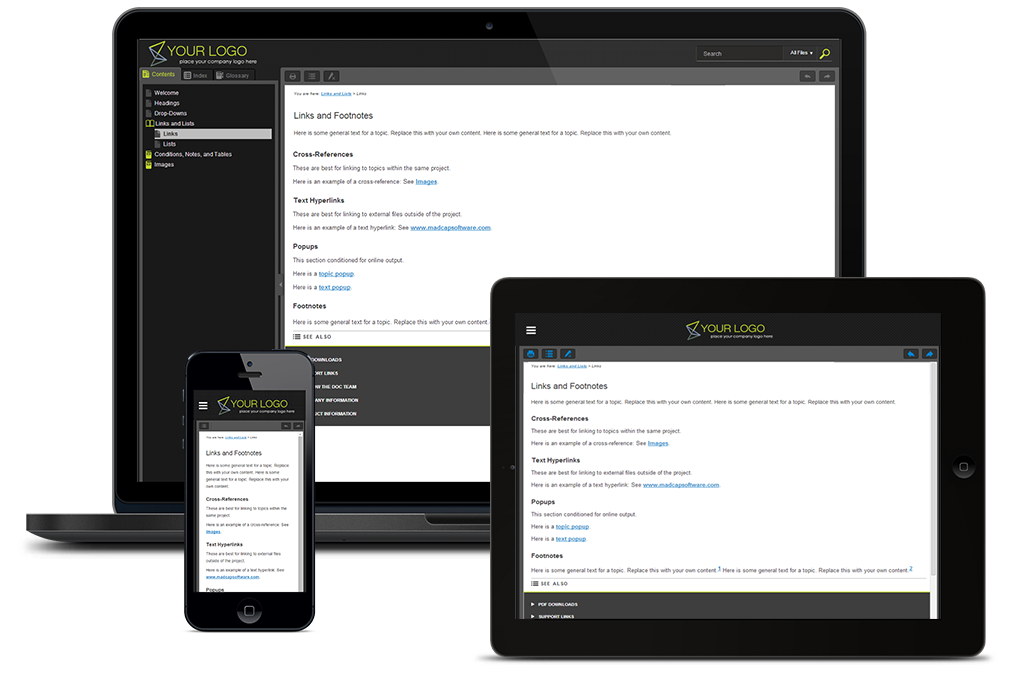 YOUR LOGO
place your company logo here
Search
All Files
Contents
Index
Glossary
Welcome
Headings
Drop-Downs
Links and Lists
Links
Lists
Conditions, Notes, and Tables
Images
You are here: Links and Lists > Links
Links and Footnotes
Here is some general text for a topic. Replace this with your own content. Here is some general text for a topic. Replace this with your own content.
Cross-References
These are best for linking to topics within the same project.
Here is an example of a cross-reference: See Images.
Text Hyperlinks
These are best for linking to external files outside of the project.
Here is an example of a text hyperlink: See www.madcapsoftware.com.
Popups
This section conditioned for online output.
Here is a topic popup.
Here is a text popup.
Footnotes
Here is some general text for a topic. Replace this with your own content.
SEE ALSO
DOWNLOADS
ORT LINKS
OW THE DOC TEAM
ANY INFORMATION
UCT INFORMATION
YOUR LOGO
place your company logo here
You are here: Links and Lists > Links
Links and Footnotes
Here is some general text for a topic. Replace
this with your own content. Here is some
general text for a topic. Replace this with your
own content.
Cross-References
These are best for linking to topics within the
same project.
Here is an example of a cross-reference: See
Images.
Text Hyperlinks
These are best for linking to external files
outside of the project.
Here is an example of a text hyperlink: See
www.madcapsoftware.com.
Popups
YOUR LOGO
place your company logo here
You are here: Links and Lists > Links
Links and Footnotes
Here is some general text for a topic. Replace this with your own content. Here is some general text for a topic. Replace this with your own content.
Cross-References
These are best for linking to topics within the same project.
Here is an example of a cross-reference: See Images.
Text Hyperlinks
These are best for linking to external files outside of the project.
Here is an example of a text hyperlink: See www.madcapsoftware.com.
Popups
This section conditioned for online output.
Here is a topic popup.
Here is a text popup.
Footnotes
Here is some general text for a topic. Replace this with your own content.1 Here is some general text for a topic. Replace this with your own content.2
SEE ALSO
PDF DOWNLOADS
SUPPORT LINKS